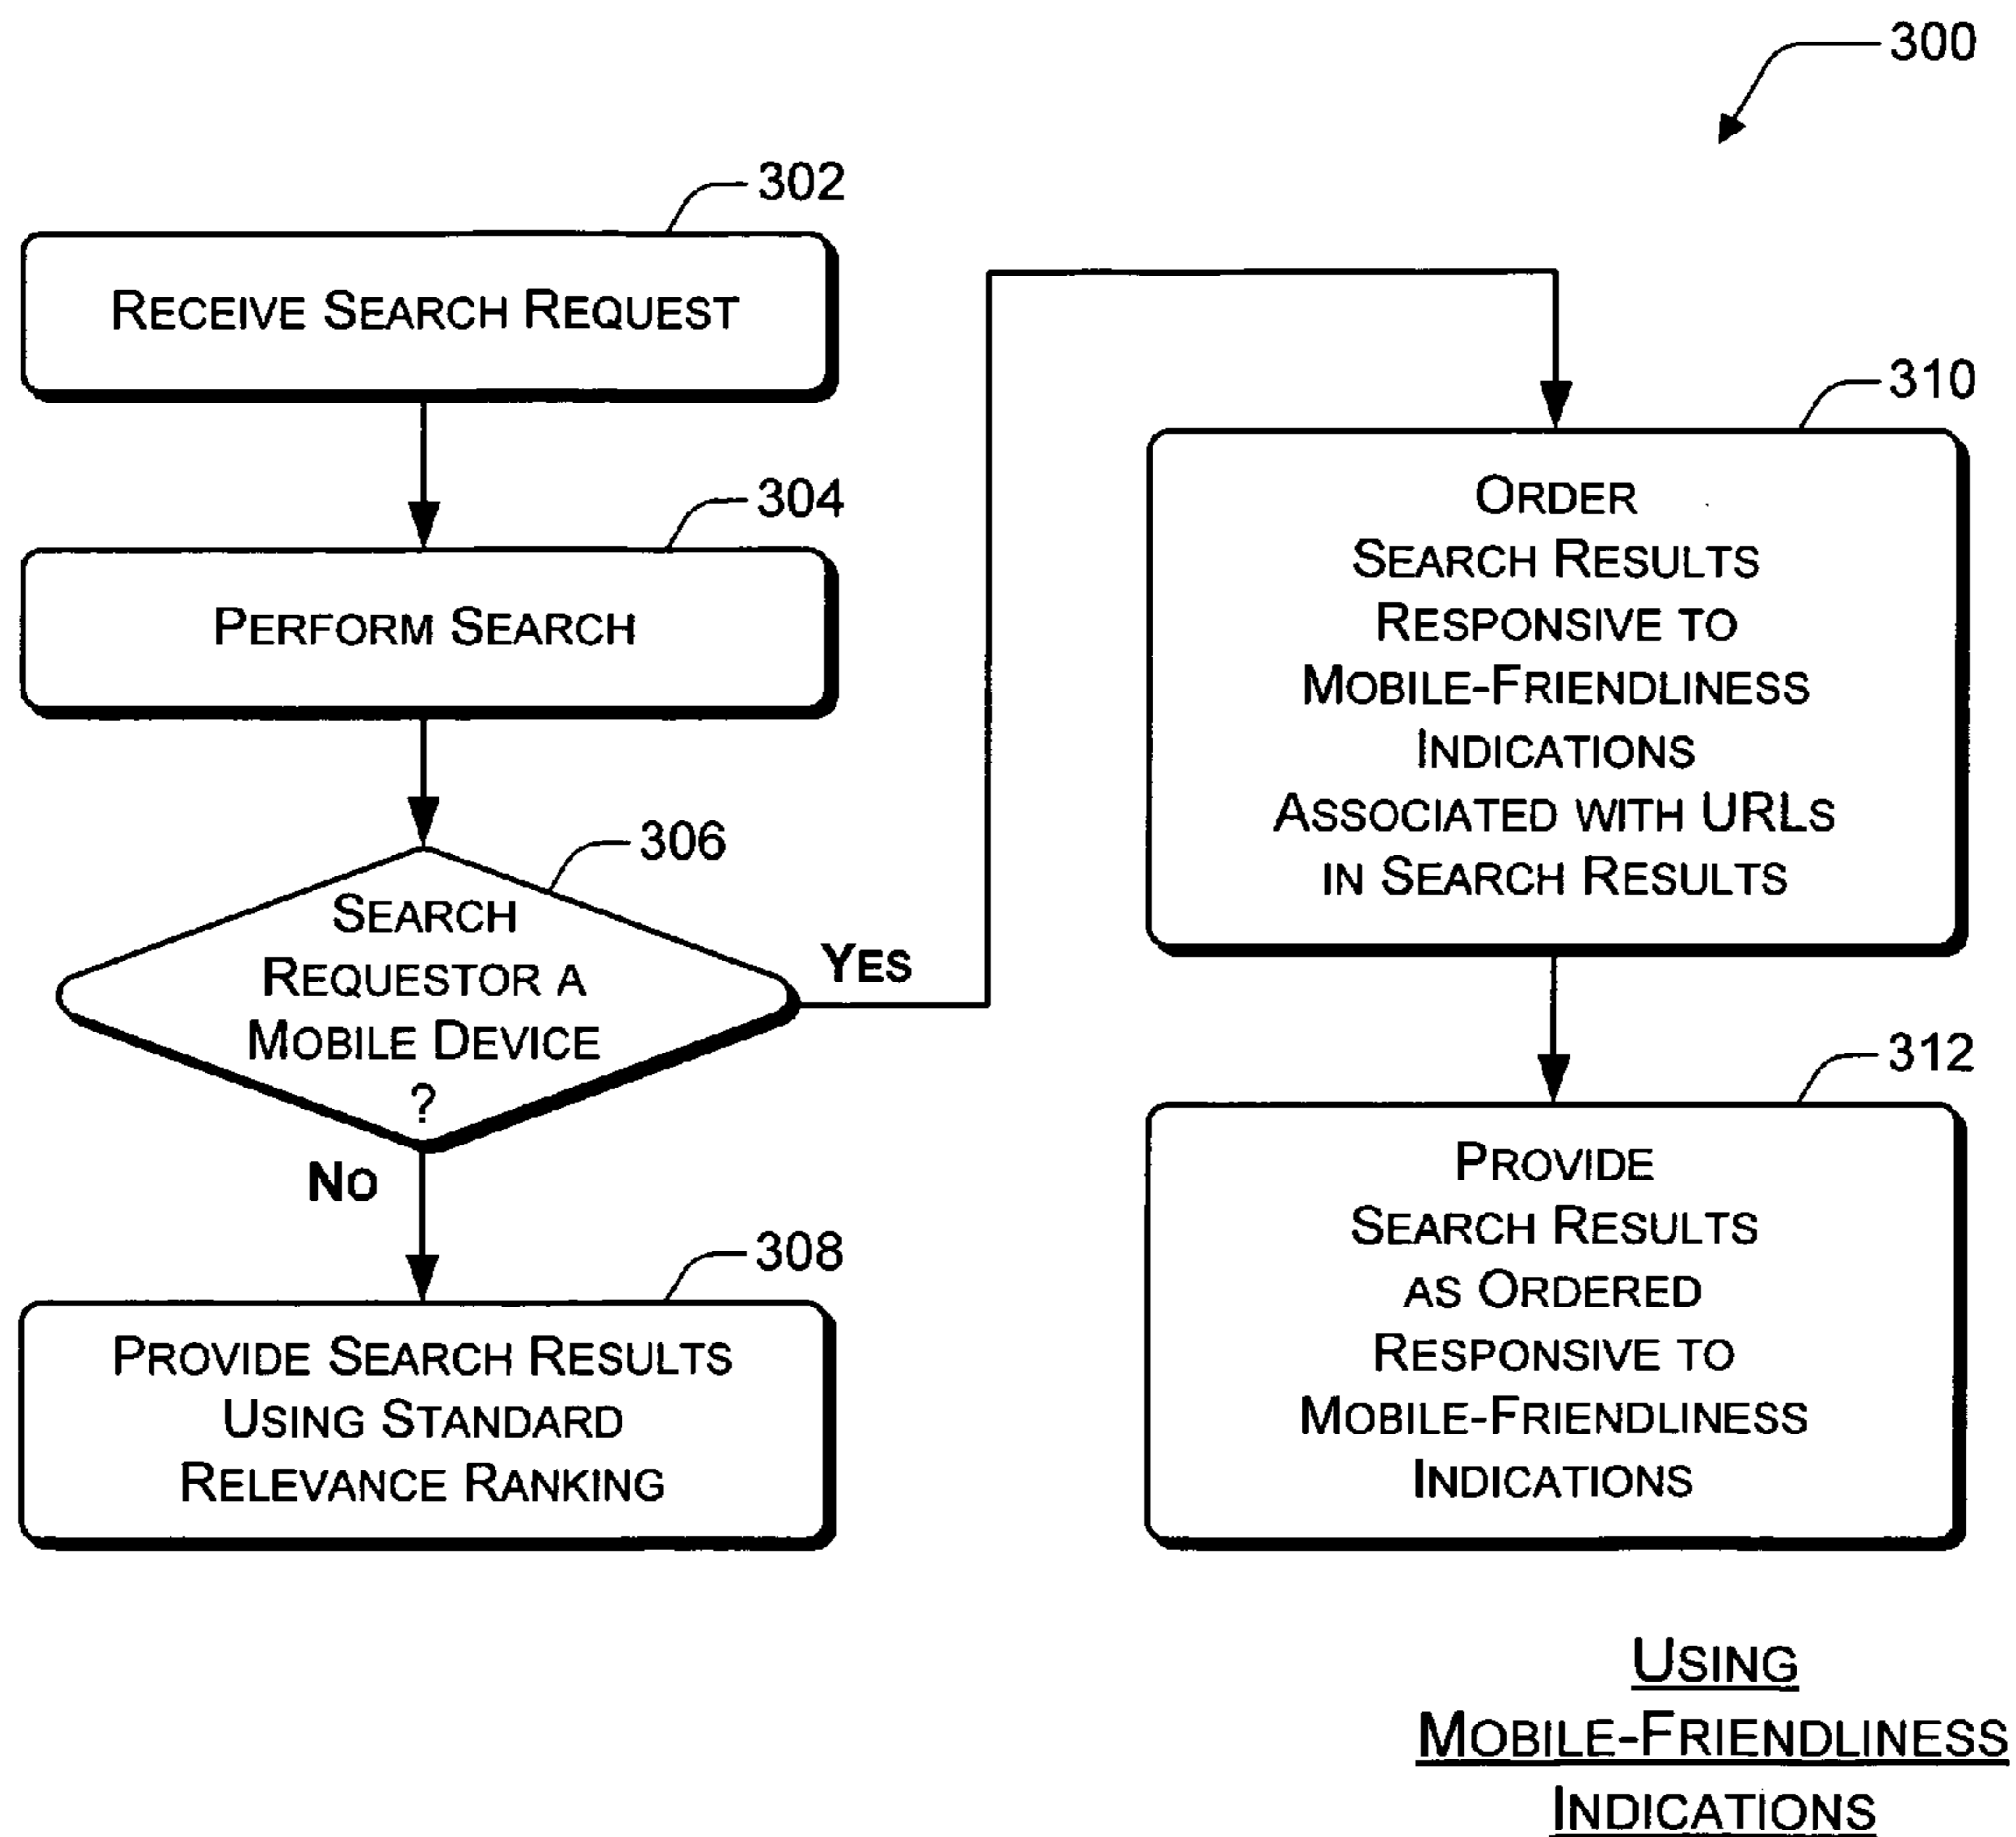 300
302
RECEIVE SEARCH REQUEST
304
PERFORM SEARCH
306
SEARCH
REQUESTOR A
MOBILE DEVICE
?
YES
NO
308
PROVIDE SEARCH RESULTS
USING STANDARD
RELEVANCE RANKING
310
ORDER
SEARCH RESULTS
RESPONSIVE TO
MOBILE-FRIENDLINESS
INDICATIONS
ASSOCIATED WITH URLS
IN SEARCH RESULTS
312
PROVIDE
SEARCH RESULTS
AS ORDERED
RESPONSIVE TO
MOBILE-FRIENDLINESS
INDICATIONS
USING
MOBILE-FRIENDLINESS
INDICATIONS